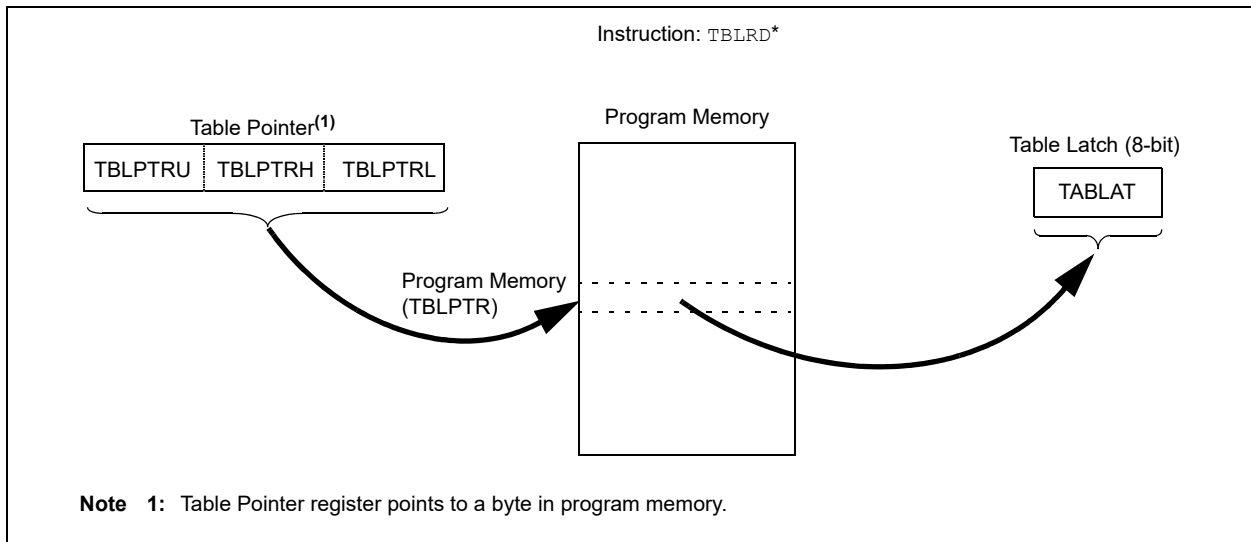 Instruction: TBLRD*
Table Pointer(1)
TBLPTRU TBLPTRH TBLPTRL
Program Memory
Table Latch (8-bit)
TABLAT
Program Memory
(TBLPTR)
Note 1: Table Pointer register points to a byte in program memory.